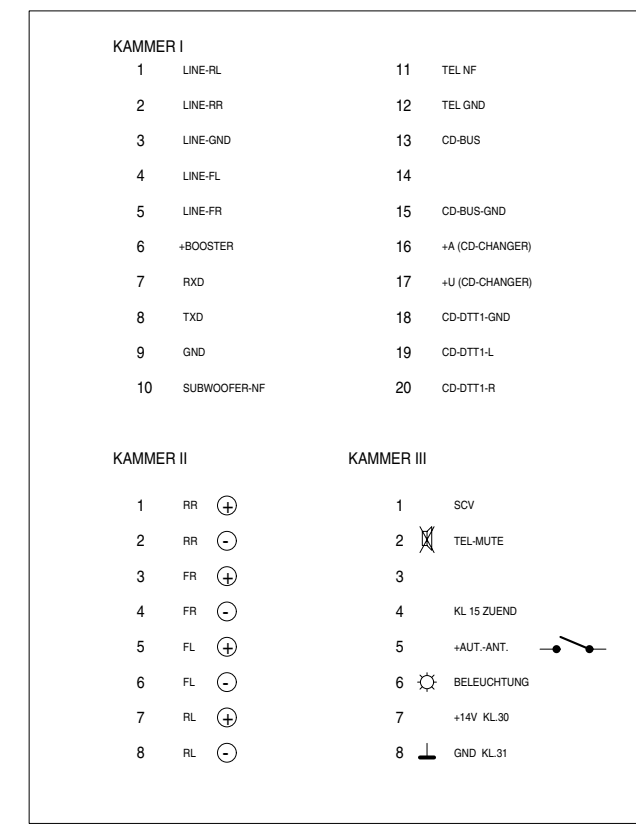 KAMMER I
1 LINE-RL
2 LINE-RR
3 LINE-GND
4 LINE-FL
5 LINE-FR
6 +BOOSTER
7 RXD
8 TXD
9 GND
10 SUBWOOFER-NF
11 TEL NF
12 TEL GND
13 CD-BUS
14
15 CD-BUS-GND
16 +A (CD-CHANGER)
17 +U (CD-CHANGER)
18 CD-DTT1-GND
19 CD-DTT1-L
20 CD-DTT1-R
KAMMER II
1 RR +
2 RR -
3 FR +
4 FR -
5 FL +
6 FL -
7 RL +
8 RL -
KAMMER III
1 SCV
2 TEL-MUTE
3
4 KL 15 ZUEND
5 +AUT.-ANT.
6 BELEUCHTUNG
7 +14V KL.30
8 GND KL.31